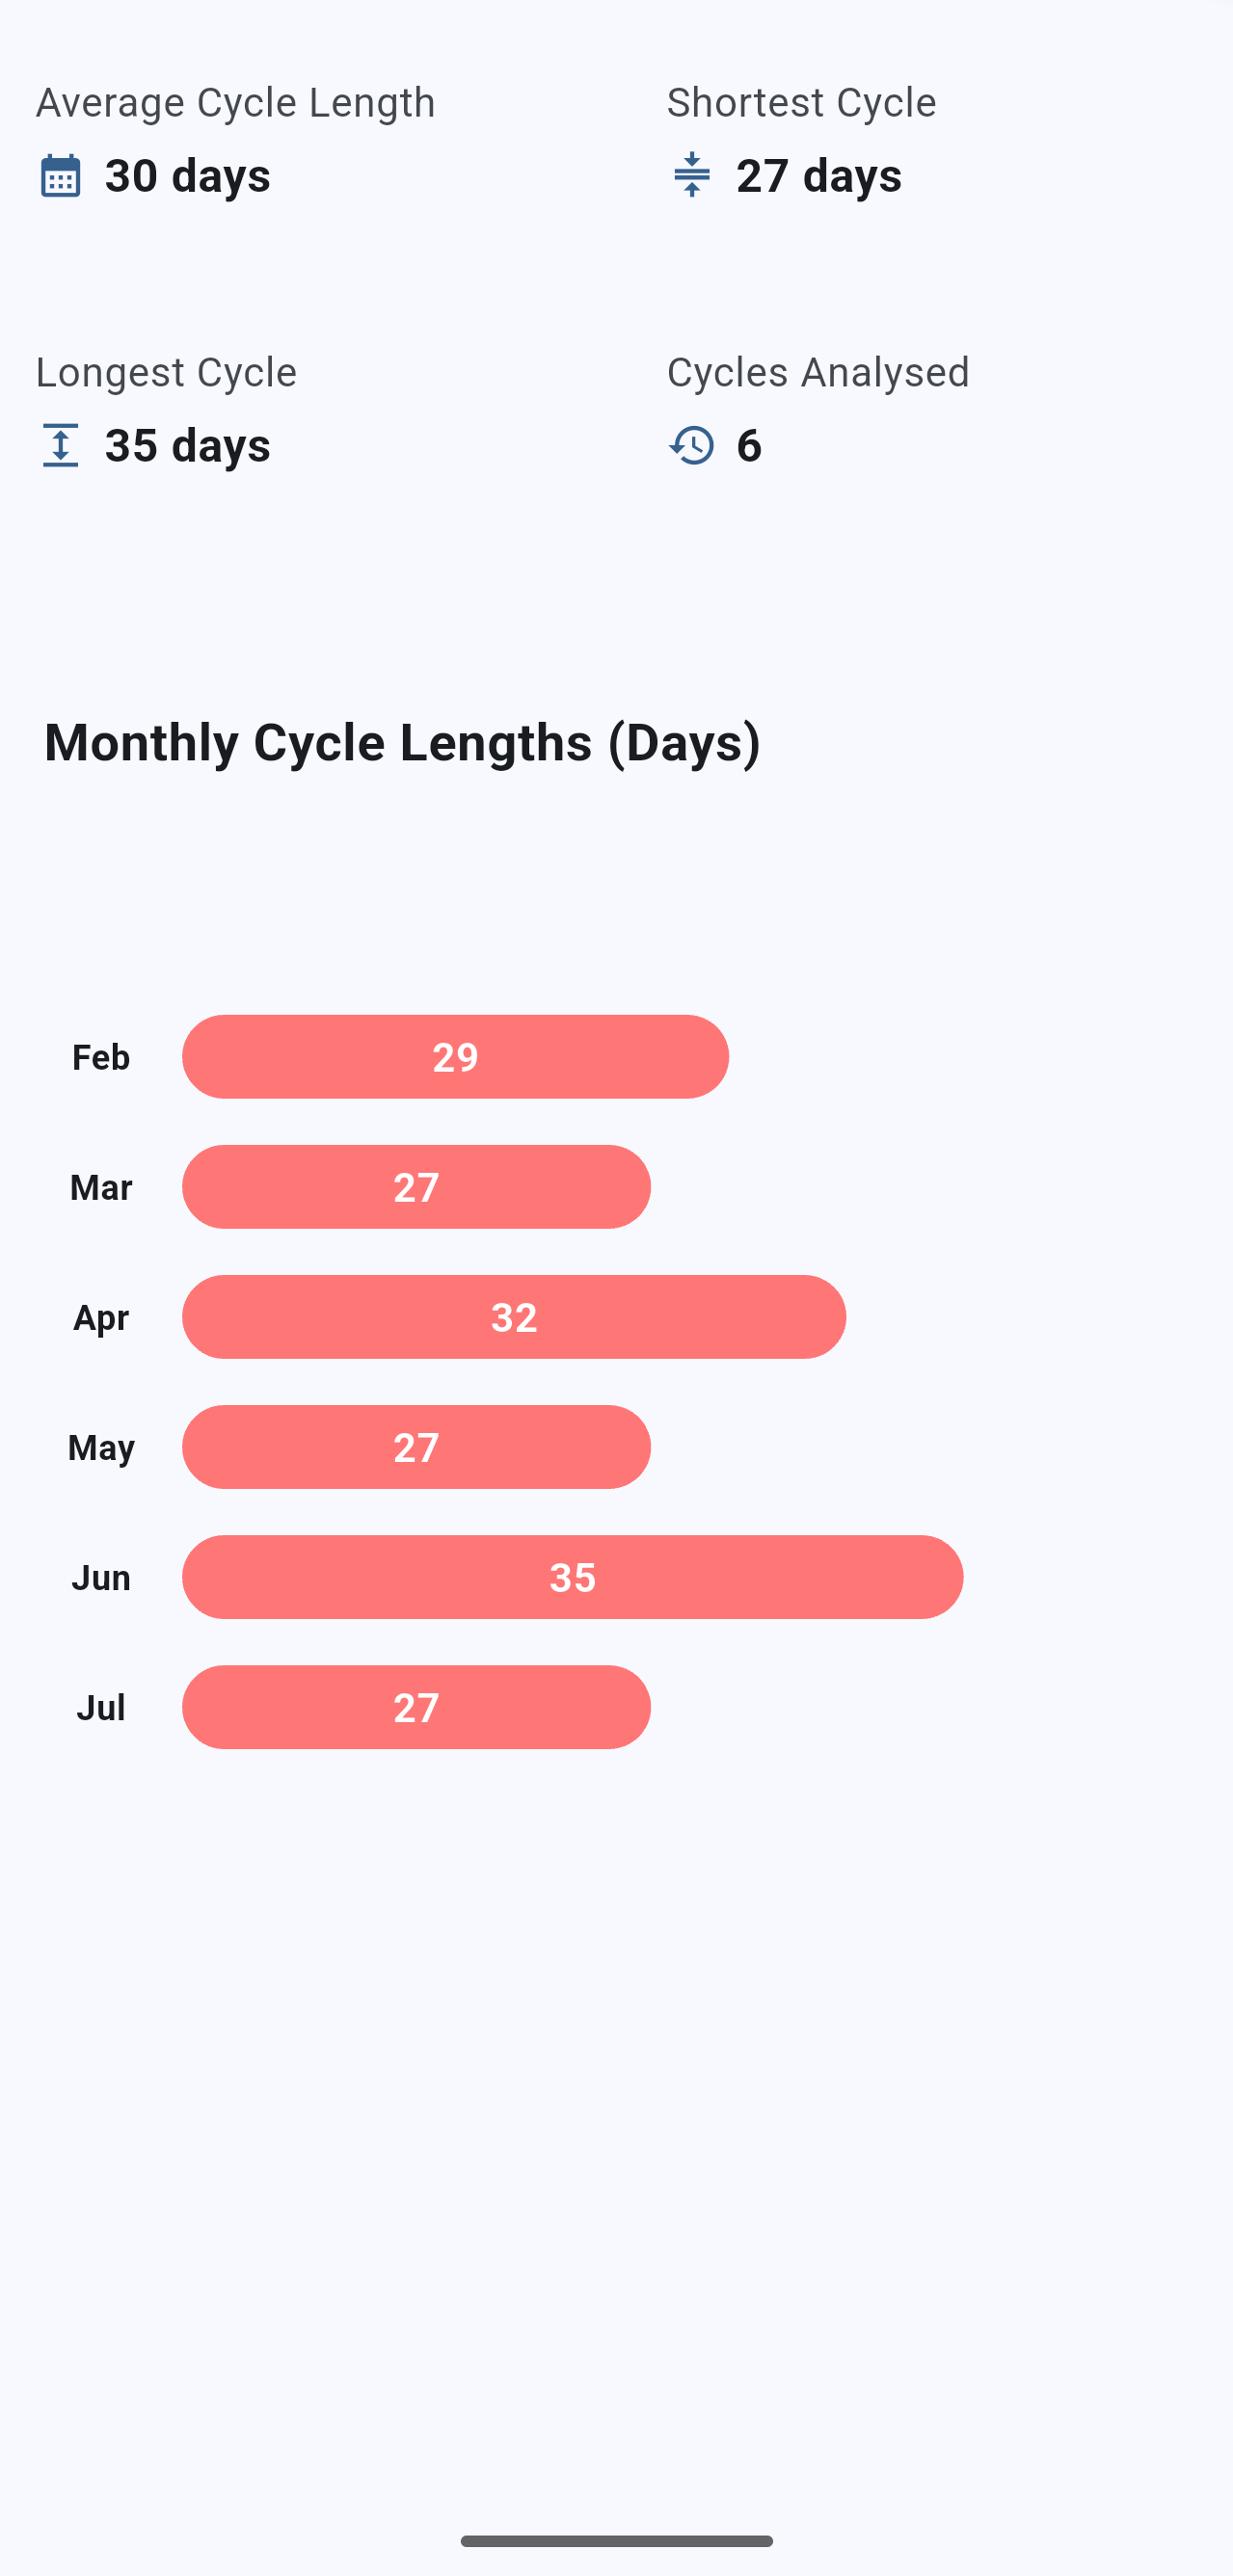 Average Cycle Length
Shortest Cycle
30 days
27 days
Longest Cycle
Cycles Analysed
35 days
6
Monthly Cycle Lengths (Days)
Feb 29
Mar 27
Apr 32
May 27
Jun 35
Jul 27